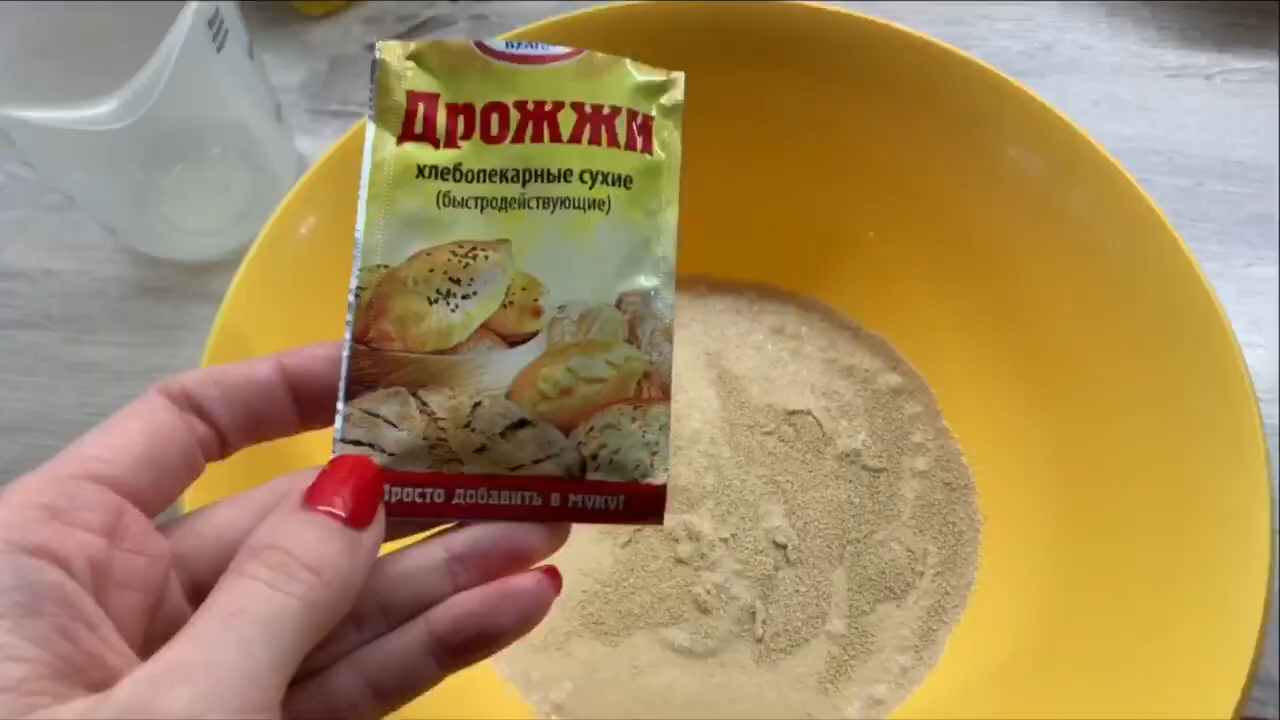 Дрожжи
хлебопекарные сухие
(быстродействующие)
Просто добавить в муку!